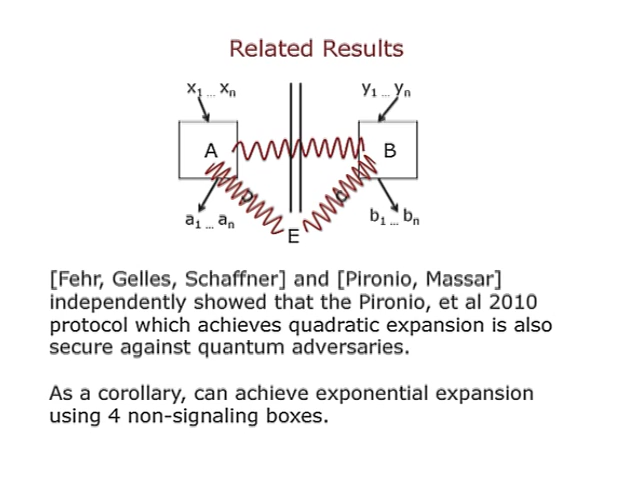 Related Results
x₁ ... xₙ y₁ ... yₙ
A B
a₁ ... aₙ b₁ ... bₙ
E
[Fehr, Gelles, Schaffner] and [Pironio, Massar]
independently showed that the Pironio, et al 2010
protocol which achieves quadratic expansion is also
secure against quantum adversaries.
As a corollary, can achieve exponential expansion
using 4 non-signaling boxes.